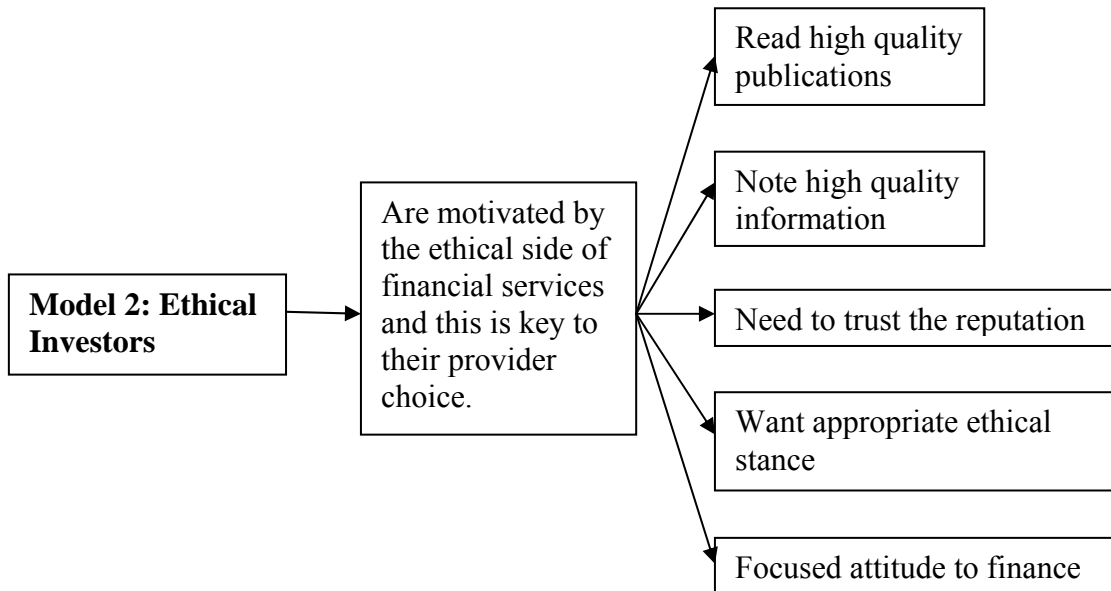 Read high quality
publications
Note high quality
information
Are motivated by
the ethical side of
financial services
and this is key to
their provider
choice.
Model 2: Ethical
Investors
Need to trust the reputation
Want appropriate ethical
stance
Focused attitude to finance